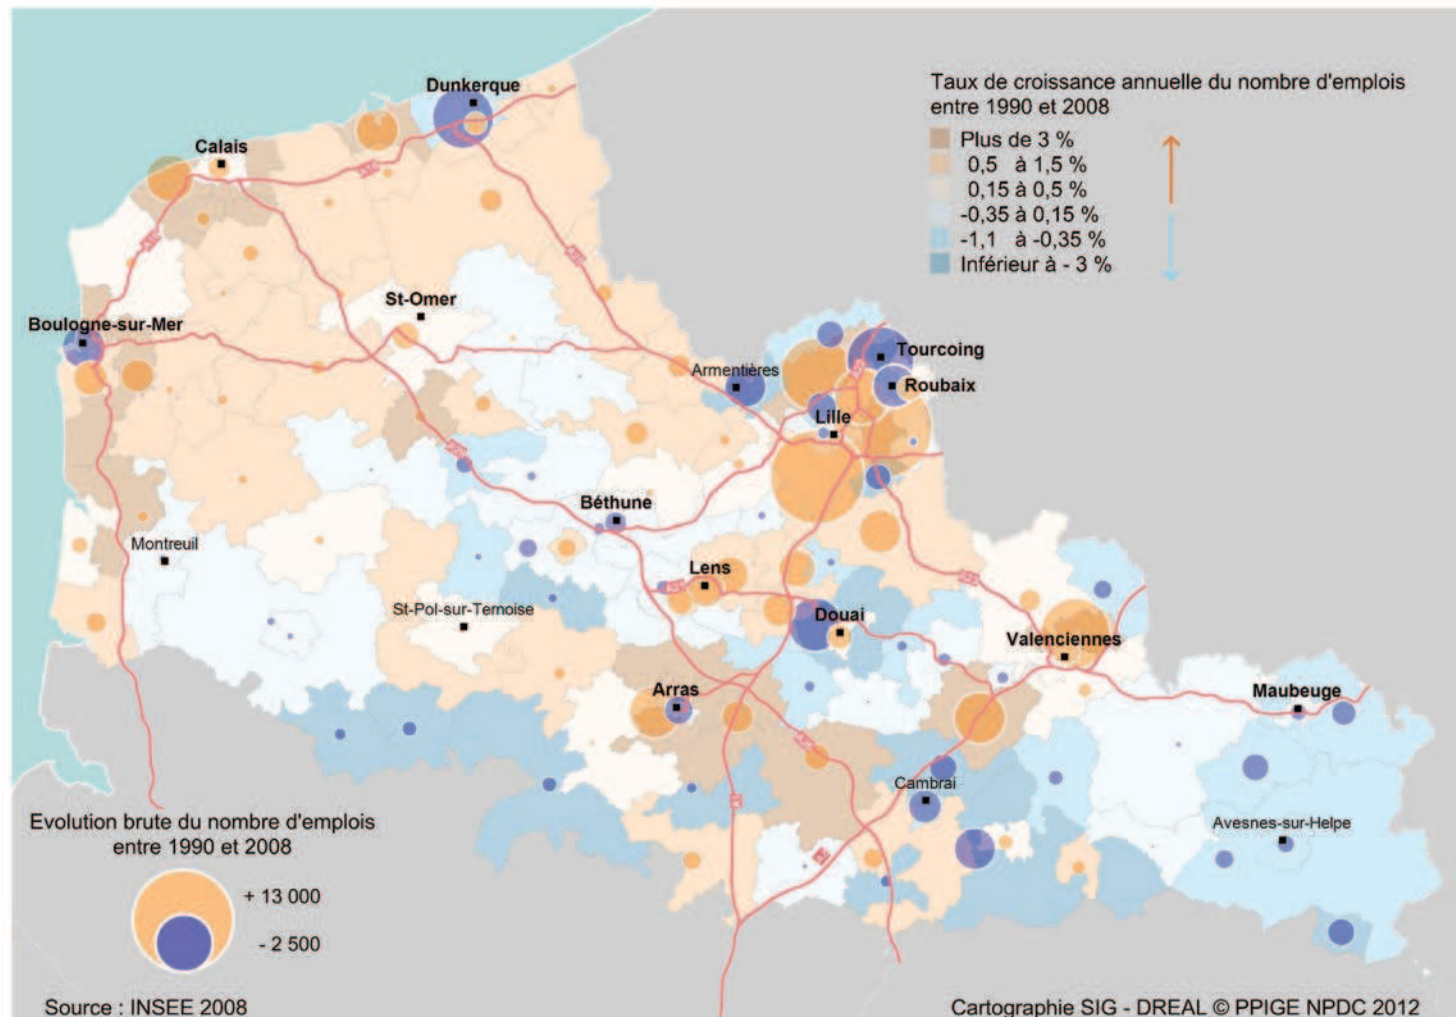 Dunkerque
Taux de croissance annuelle du nombre d'emplois
entre 1990 et 2008
Plus de 3 %
0,5 à 1,5 %
0,15 à 0,5 %
-0,35 à 0,15 %
-1,1 à -0,35 %
Inférieur à - 3 %
Calais
St-Omer
Boulogne-sur-Mer
Tourcoing
Armentières
Roubaix
Lille
Béthune
Montreuil
Lens
St-Pol-sur-Ternoise
Douai
Valenciennes
Arras
Maubeuge
Cambrai
Avesnes-sur-Helpe
Evolution brute du nombre d'emplois
entre 1990 et 2008
+ 13 000
- 2 500
Source : INSEE 2008
Cartographie SIG - DREAL © PPIGE NPDC 2012